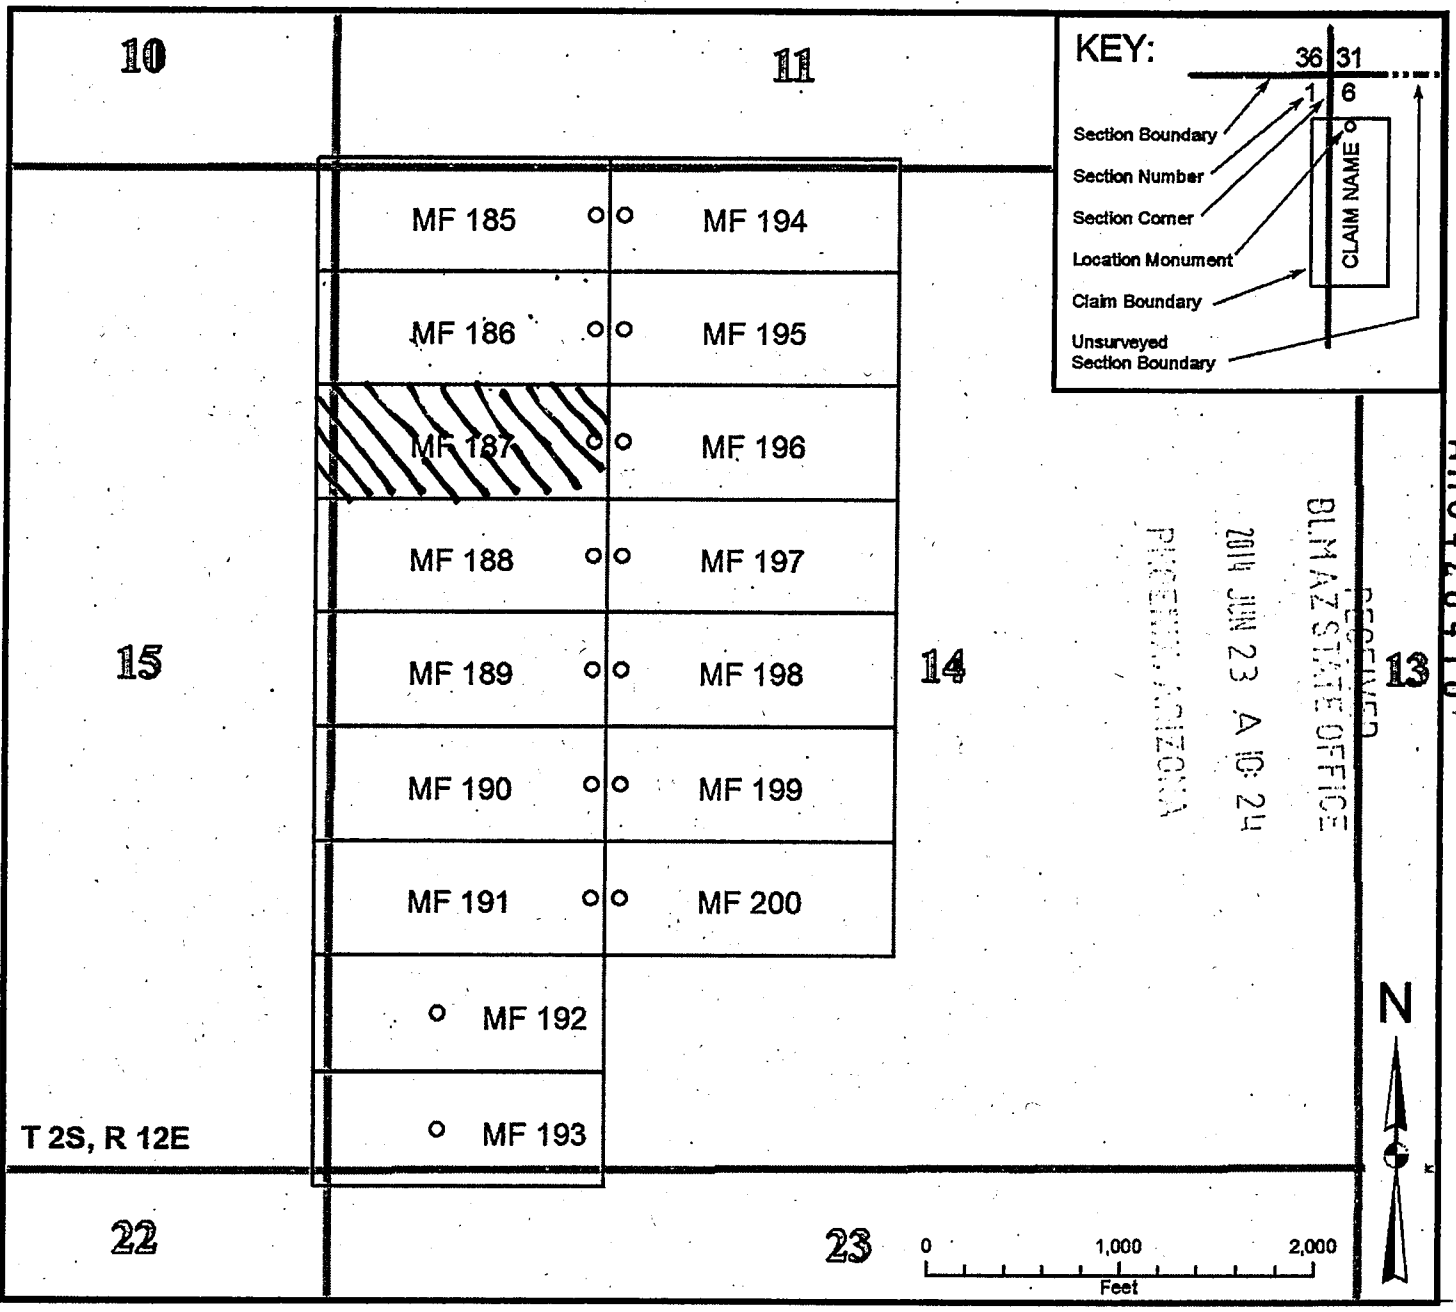 10
11
KEY:
36 31
1 6
Section Boundary
Section Number
Section Corner
Location Monument
Claim Boundary
Unsurveyed
Section Boundary
CLAIM NAME
MF 185
MF 194
MF 186
MF 195
MF 187
MF 196
MF 188
MF 197
MF 189
MF 198
MF 190
MF 199
MF 191
MF 200
MF 192
MF 193
15
14
13
RECEIVED
BLM AZ STATE OFFICE
2014 JUN 23 A 10: 24
PHOENIX, ARIZONA
N
T 2S, R 12E
22
23
0 1,000 2,000
Feet